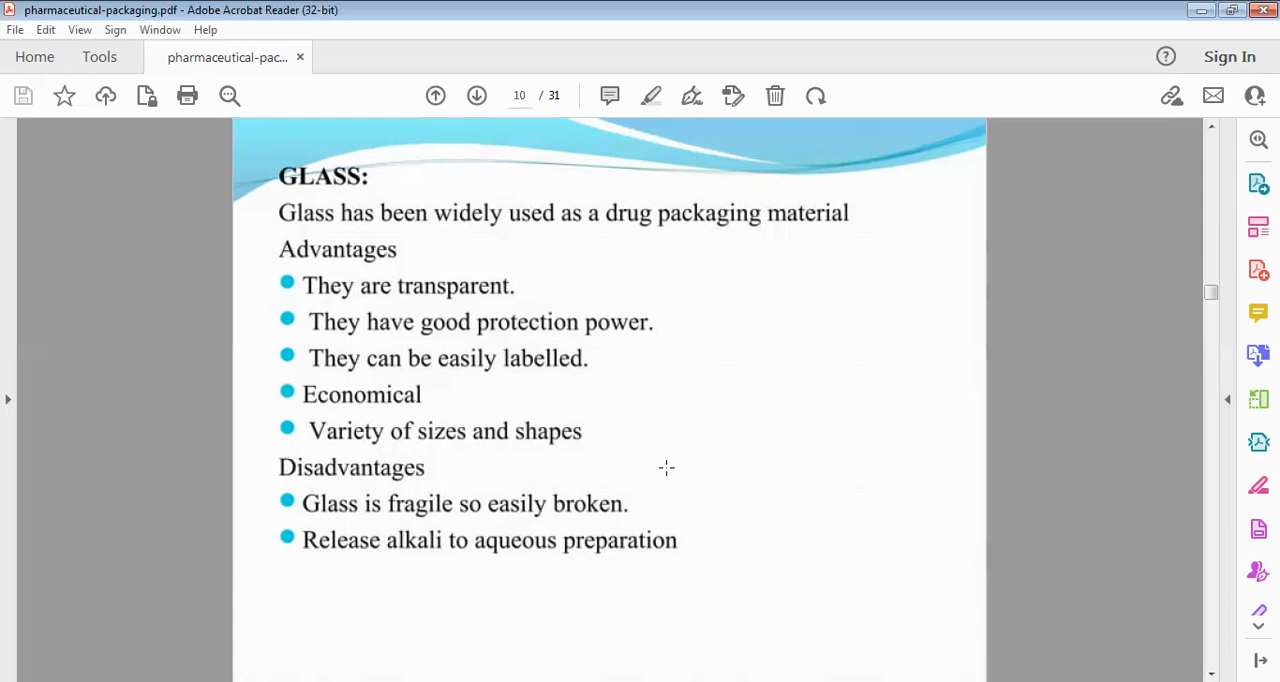 pharmaceutical-packaging.pdf - Adobe Acrobat Reader (32-bit)
File Edit View Sign Window Help
Home Tools pharmaceutical-pac... × Sign In
10 / 31
GLASS:
Glass has been widely used as a drug packaging material
Advantages
They are transparent.
They have good protection power.
They can be easily labelled.
Economical
Variety of sizes and shapes
Disadvantages
Glass is fragile so easily broken.
Release alkali to aqueous preparation